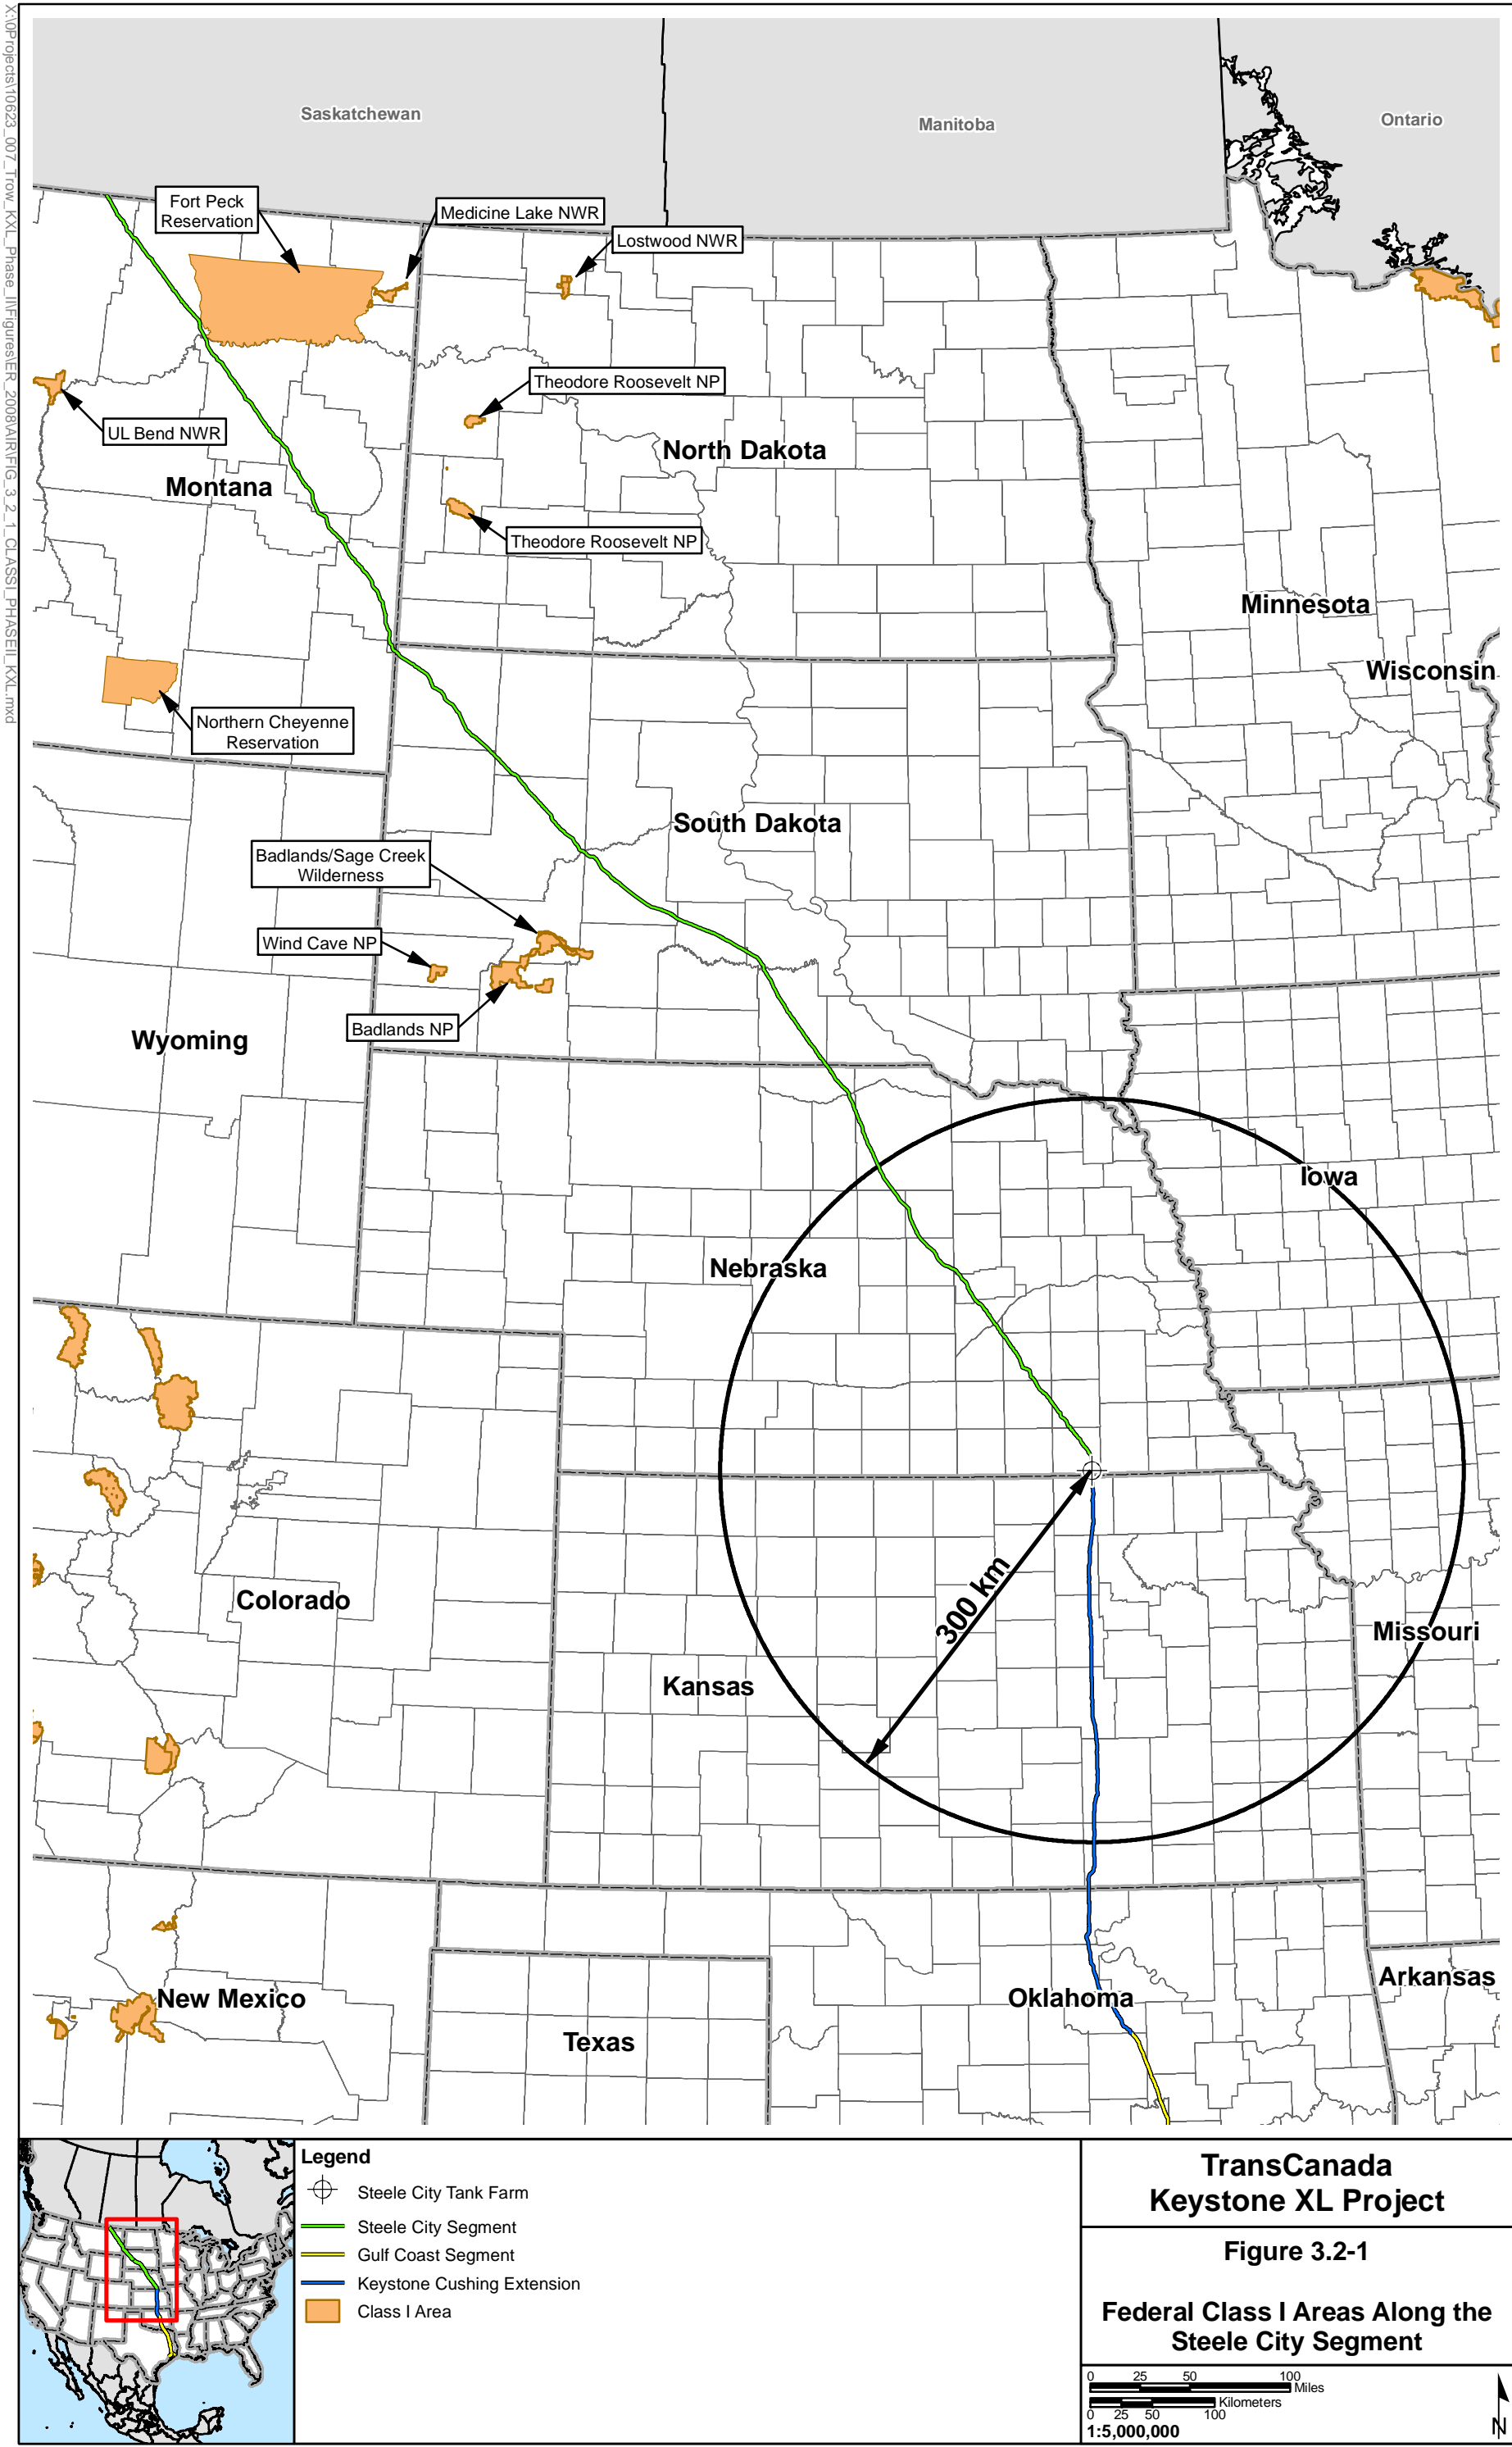 X:\0Projects\10623_007_Trow_KXL_Phase_II\Figures\ER_2008\AIR\FIG_3_2_1_CLASSI_PHASEII_KXL.mxd
Saskatchewan
Manitoba
Ontario
Fort Peck
Reservation
Medicine Lake NWR
Lostwood NWR
Theodore Roosevelt NP
UL Bend NWR
North Dakota
Montana
Theodore Roosevelt NP
Minnesota
Wisconsin
Northern Cheyenne
Reservation
South Dakota
Badlands/Sage Creek
Wilderness
Wind Cave NP
Badlands NP
Wyoming
Iowa
Nebraska
300 km
Colorado
Missouri
Kansas
Arkansas
New Mexico
Oklahoma
Texas
Legend
Steele City Tank Farm
Steele City Segment
Gulf Coast Segment
Keystone Cushing Extension
Class I Area
TransCanada
Keystone XL Project
Figure 3.2-1
Federal Class I Areas Along the
Steele City Segment
0 25 50 100
Miles
Kilometers
0 25 50 100
1:5,000,000
N